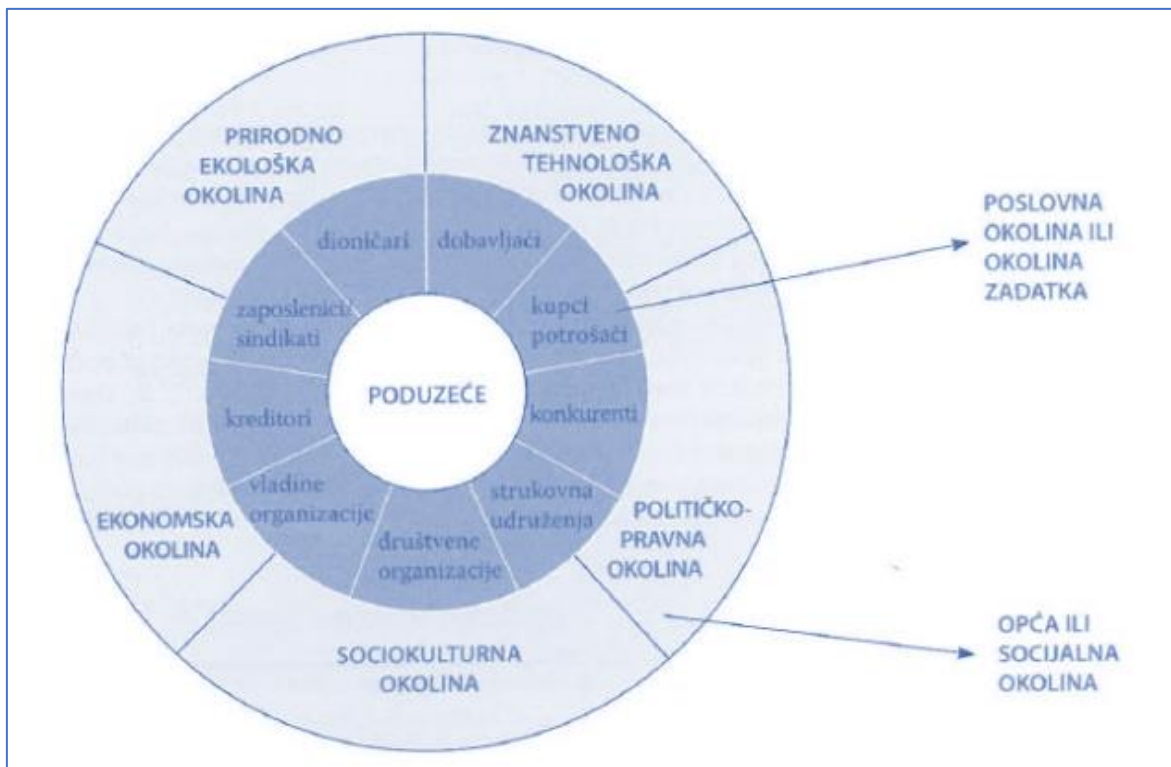 PRIRODNO
EKOLOŠKA
OKOLINA
ZNANSTVENO
TEHNOLOŠKA
OKOLINA
POSLOVNA
OKOLINA ILI
OKOLINA
ZADATKA
dioničari
dobavljači
kupci
potrošači
zaposlenici/
sindikati
PODUZEĆE
kreditori
konkurenti
vladine
organizacije
strukovna
udruženja
društvene
organizacije
EKONOMSKA
OKOLINA
POLITIČKO-
PRAVNA
OKOLINA
SOCIOKULTURNA
OKOLINA
OPĆA ILI
SOCIJALNA
OKOLINA